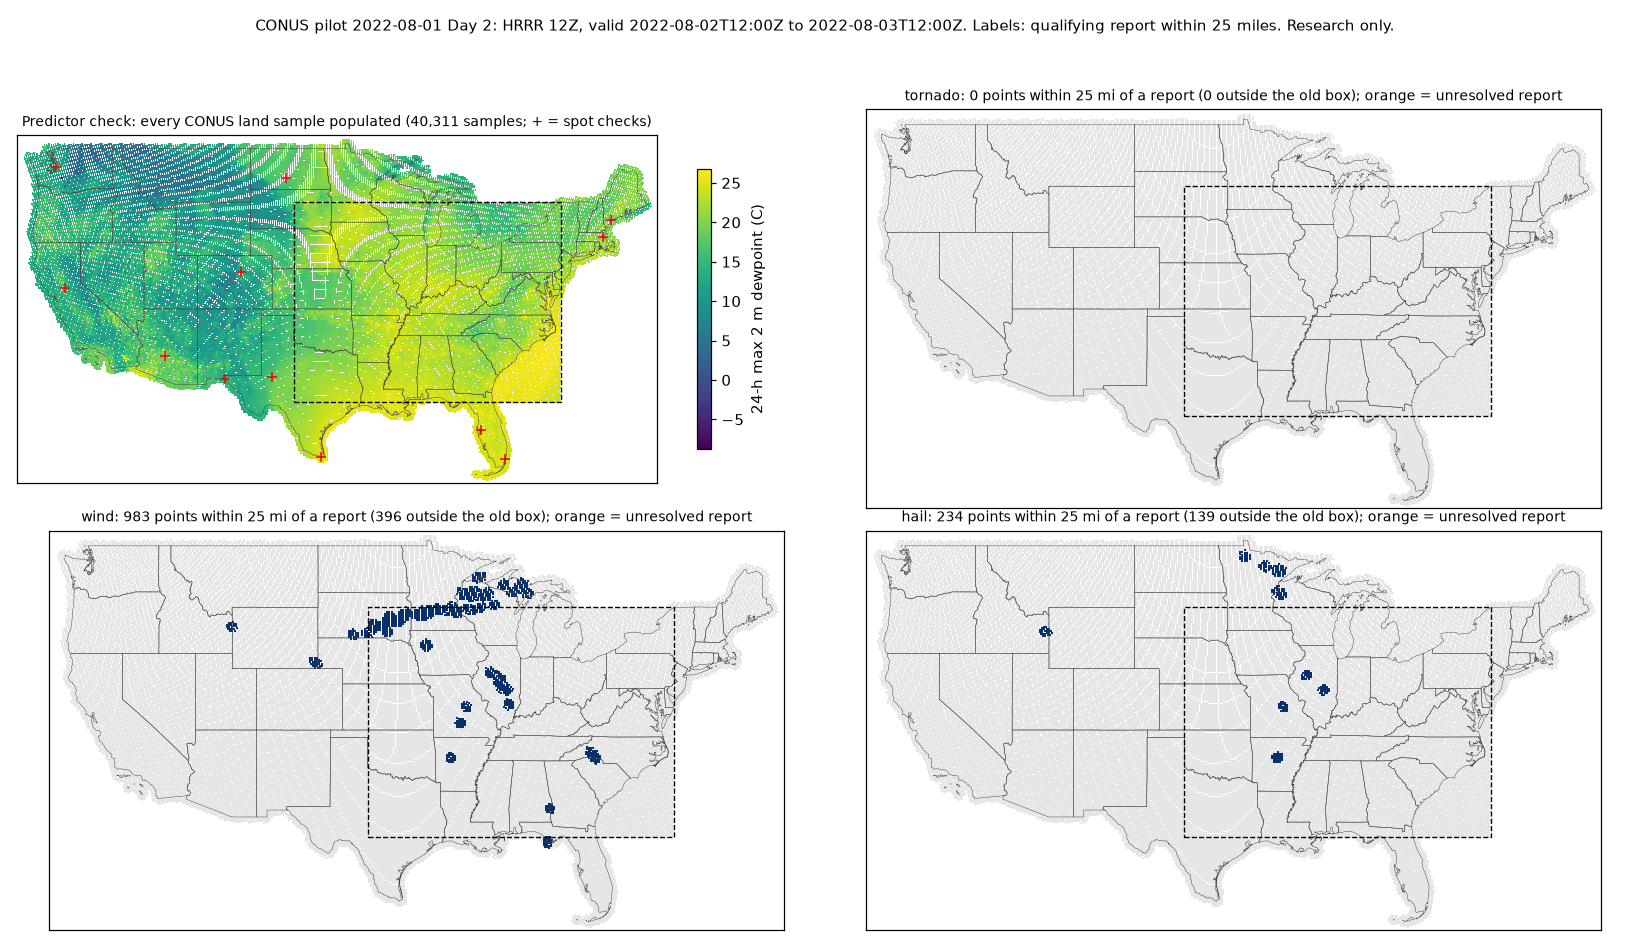 CONUS pilot 2022-08-01 Day 2: HRRR 12Z, valid 2022-08-02T12:00Z to 2022-08-03T12:00Z. Labels: qualifying report within 25 miles. Research only.
Predictor check: every CONUS land sample populated (40,311 samples; + = spot checks)
25
20
15
10
5
0
−5
24-h max 2 m dewpoint (C)
tornado: 0 points within 25 mi of a report (0 outside the old box); orange = unresolved report
wind: 983 points within 25 mi of a report (396 outside the old box); orange = unresolved report
hail: 234 points within 25 mi of a report (139 outside the old box); orange = unresolved report